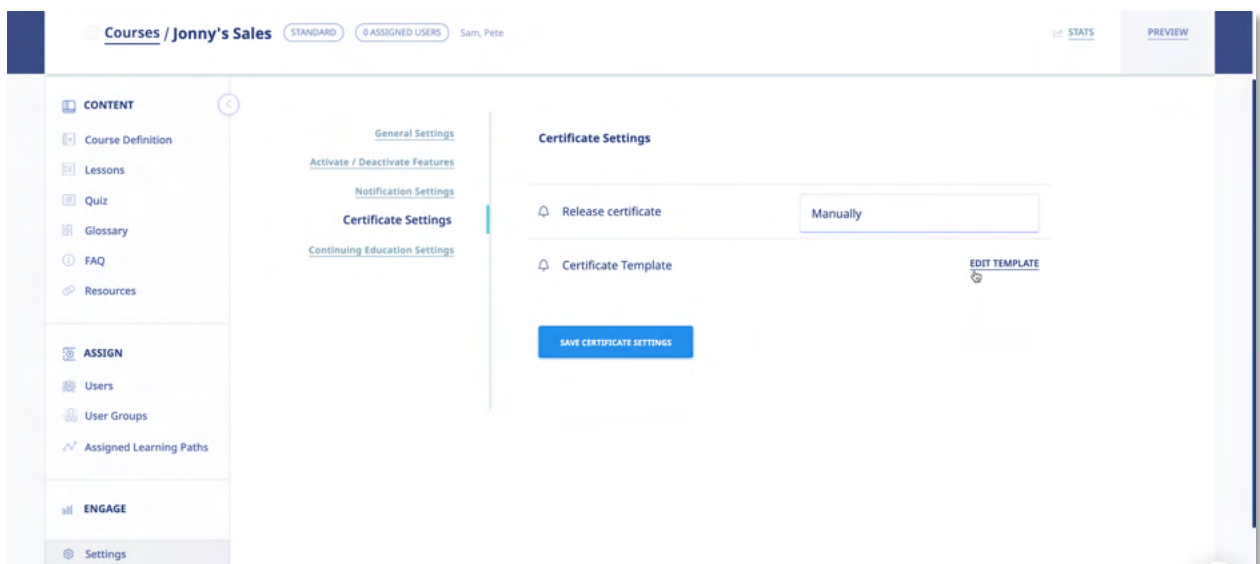 Courses / Jonny's Sales STANDARD 0 ASSIGNED USERS Sam, Pete STATS PREVIEW
CONTENT
Course Definition
Lessons
Quiz
Glossary
FAQ
Resources
ASSIGN
Users
User Groups
Assigned Learning Paths
ENGAGE
Settings
General Settings
Activate / Deactivate Features
Notification Settings
Certificate Settings
Continuing Education Settings
Certificate Settings
Release certificate Manually
Certificate Template EDIT TEMPLATE
SAVE CERTIFICATE SETTINGS